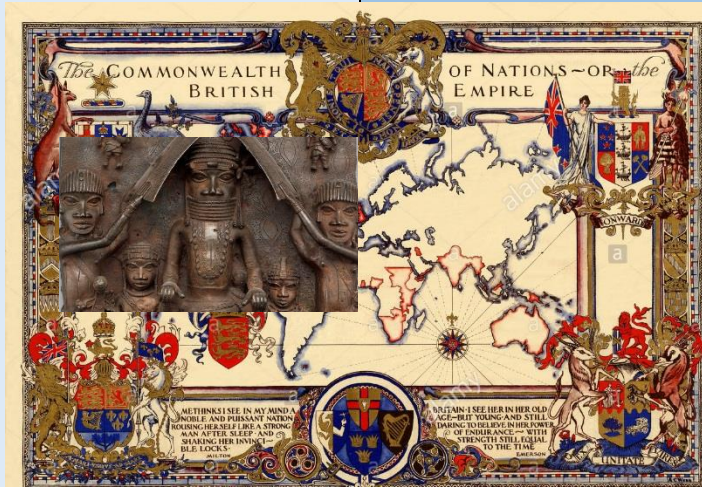 The COMMONWEALTH OF NATIONS~OR the
BRITISH EMPIRE
ONWARD
METHINKS I SEE IN MY MIND A
NOBLE AND PUISSANT NATION
ROUSING HERSELF LIKE A STRONG
MAN AFTER SLEEP·AND
SHAKING HER INVINCI-
BLE LOCKS·
MILTON
BRITAIN·I SEE HER IN HER OLD
AGE,~BUT YOUNG·AND STILL
DARING TO BELIEVE IN HER POWER
OF ENDURANCE·~ WITH
STRENGTH STILL EQUAL
TO THE TIME
EMERSON
alamy
a